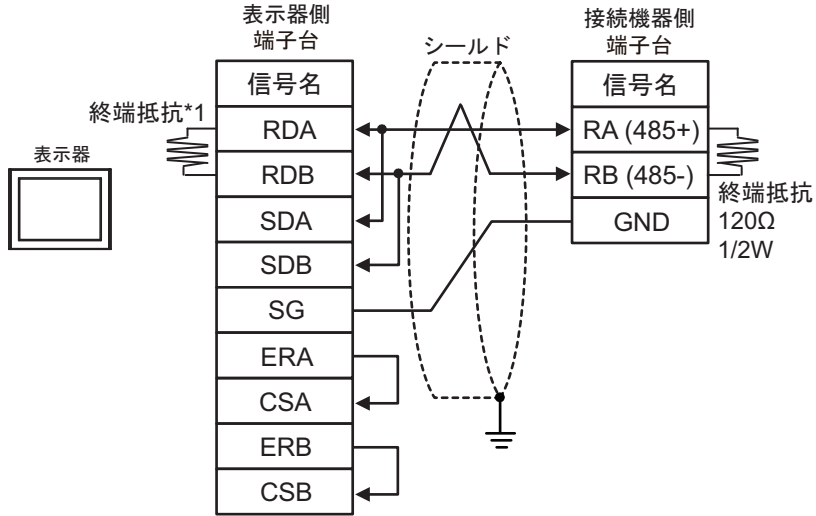 表示器側
端子台
信号名
RDA
RDB
SDA
SDB
SG
ERA
CSA
ERB
CSB
終端抵抗*1
表示器
シールド
接続機器側
端子台
信号名
RA (485+)
RB (485-)
GND
終端抵抗
120Ω
1/2W